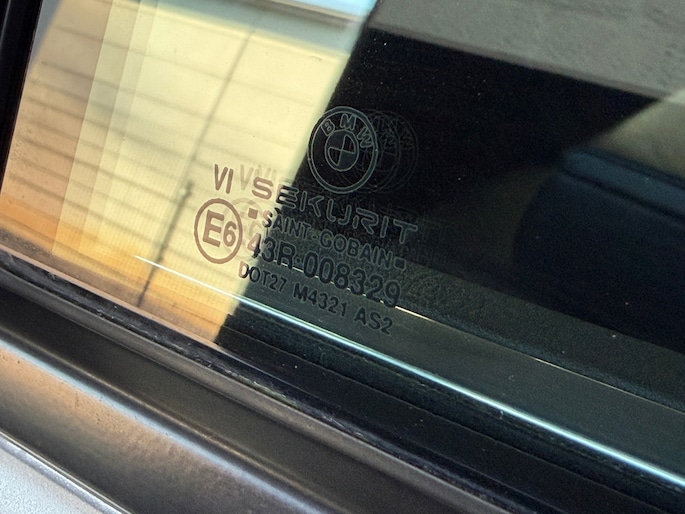 BMW
VI SEKURIT
SAINT-GOBAIN
E6 43R-008329
DOT27 M4321 AS2